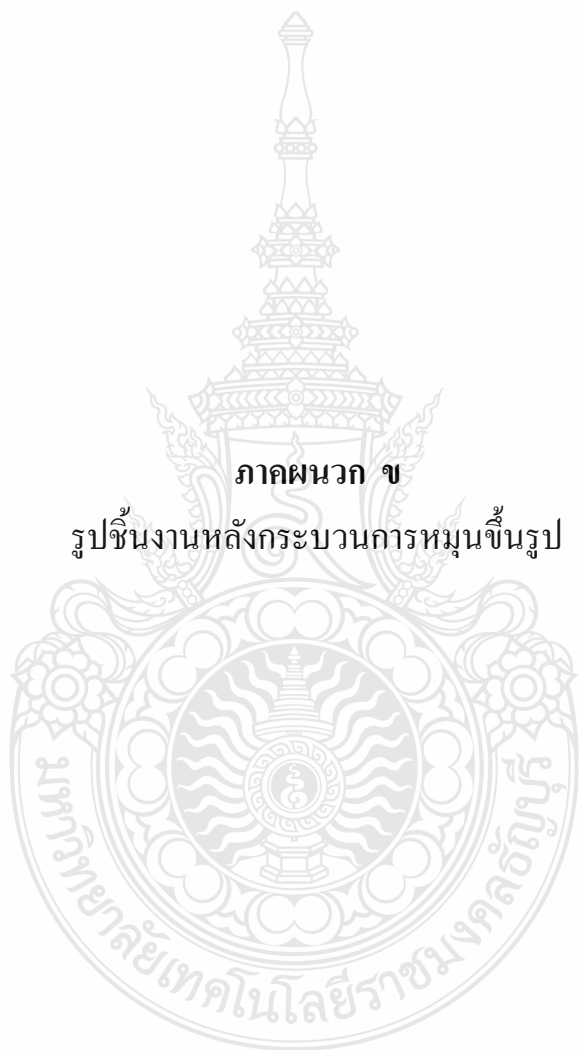 ภาคผนวก ข
รูปชิ้นงานหลังกระบวนการหมุนขึ้นรูป
มหาวิทยาลัยเทคโนโลยีราชมงคลธัญบุรี